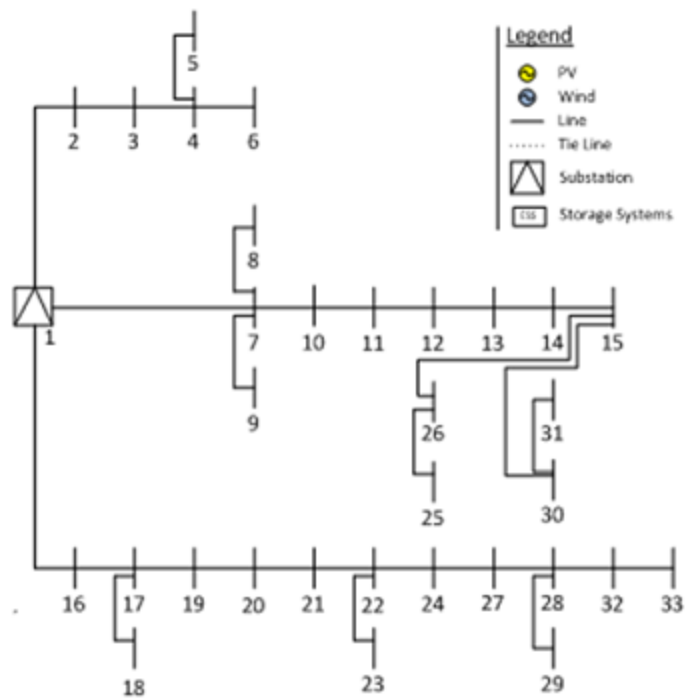 Legend
PV
Wind
Line
Tie Line
Substation
CSS Storage Systems
5
2 3 4 6
8
1
7 10 11 12 13 14 15
9
26 31
25 30
16 17 19 20 21 22 24 27 28 32 33
18 23 29